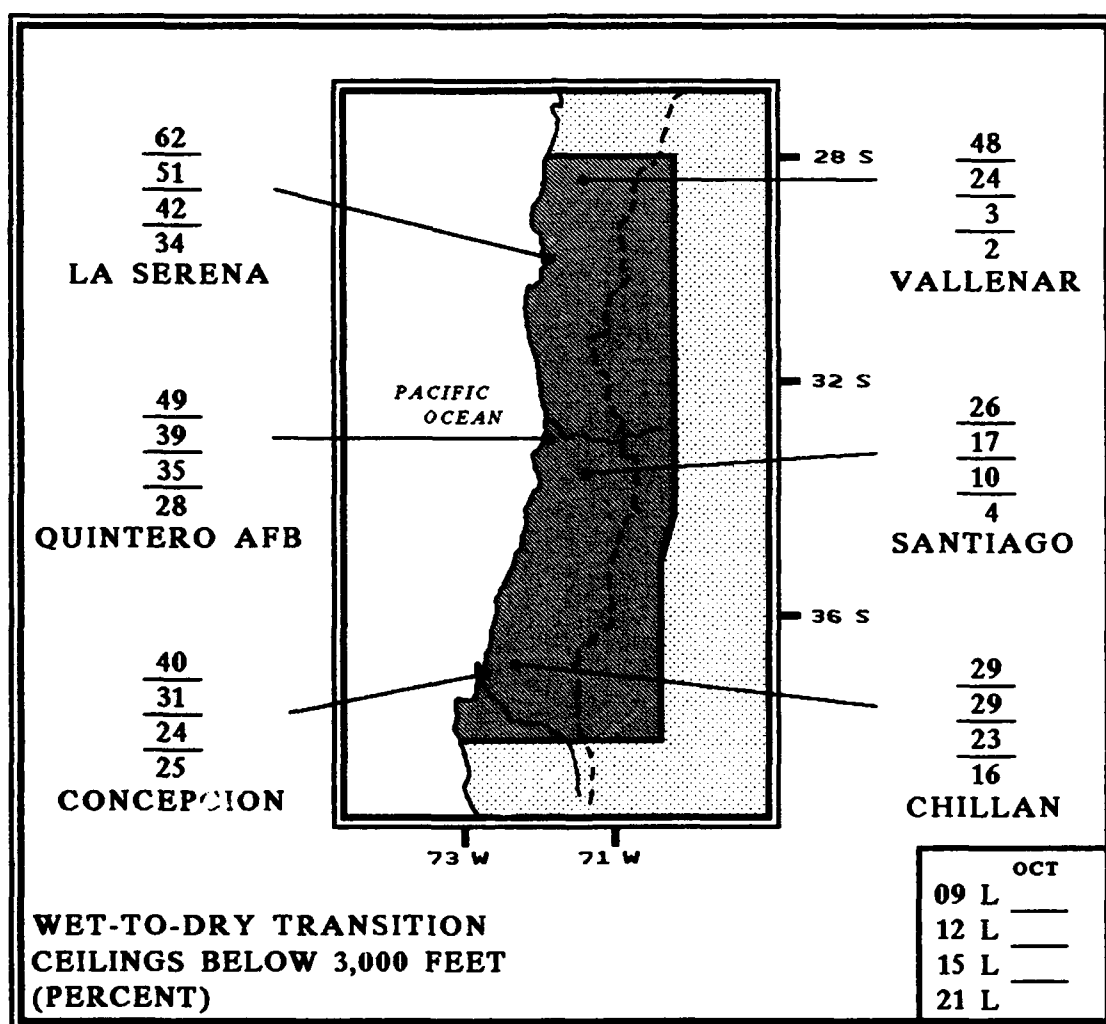 62
51
42
34
LA SERENA
49
39
35
28
QUINTERO AFB
40
31
24
25
CONCEPCION
PACIFIC
OCEAN
28 S
32 S
36 S
73 W
71 W
48
24
3
2
VALLENAR
26
17
10
4
SANTIAGO
29
29
23
16
CHILLAN
WET-TO-DRY TRANSITION
CEILINGS BELOW 3,000 FEET
(PERCENT)
OCT
09 L
12 L
15 L
21 L